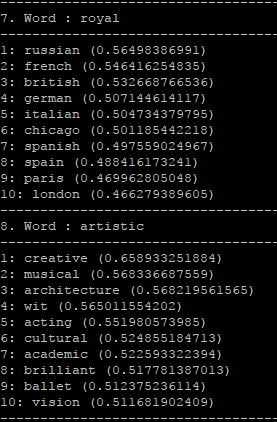 7. Word : royal
1: russian (0.56498386991)
2: french (0.546416254835)
3: british (0.532668766536)
4: german (0.507144614117)
5: italian (0.504734379795)
6: chicago (0.501185442218)
7: spanish (0.497559024967)
8: spain (0.488416173241)
9: paris (0.469962805048)
10: london (0.466279389605)
8. Word : artistic
1: creative (0.658933251884)
2: musical (0.568336687559)
3: architecture (0.568219561565)
4: wit (0.565011554202)
5: acting (0.551980573985)
6: cultural (0.524855184713)
7: academic (0.522593322394)
8: brilliant (0.517781387013)
9: ballet (0.512375236114)
10: vision (0.511681902409)